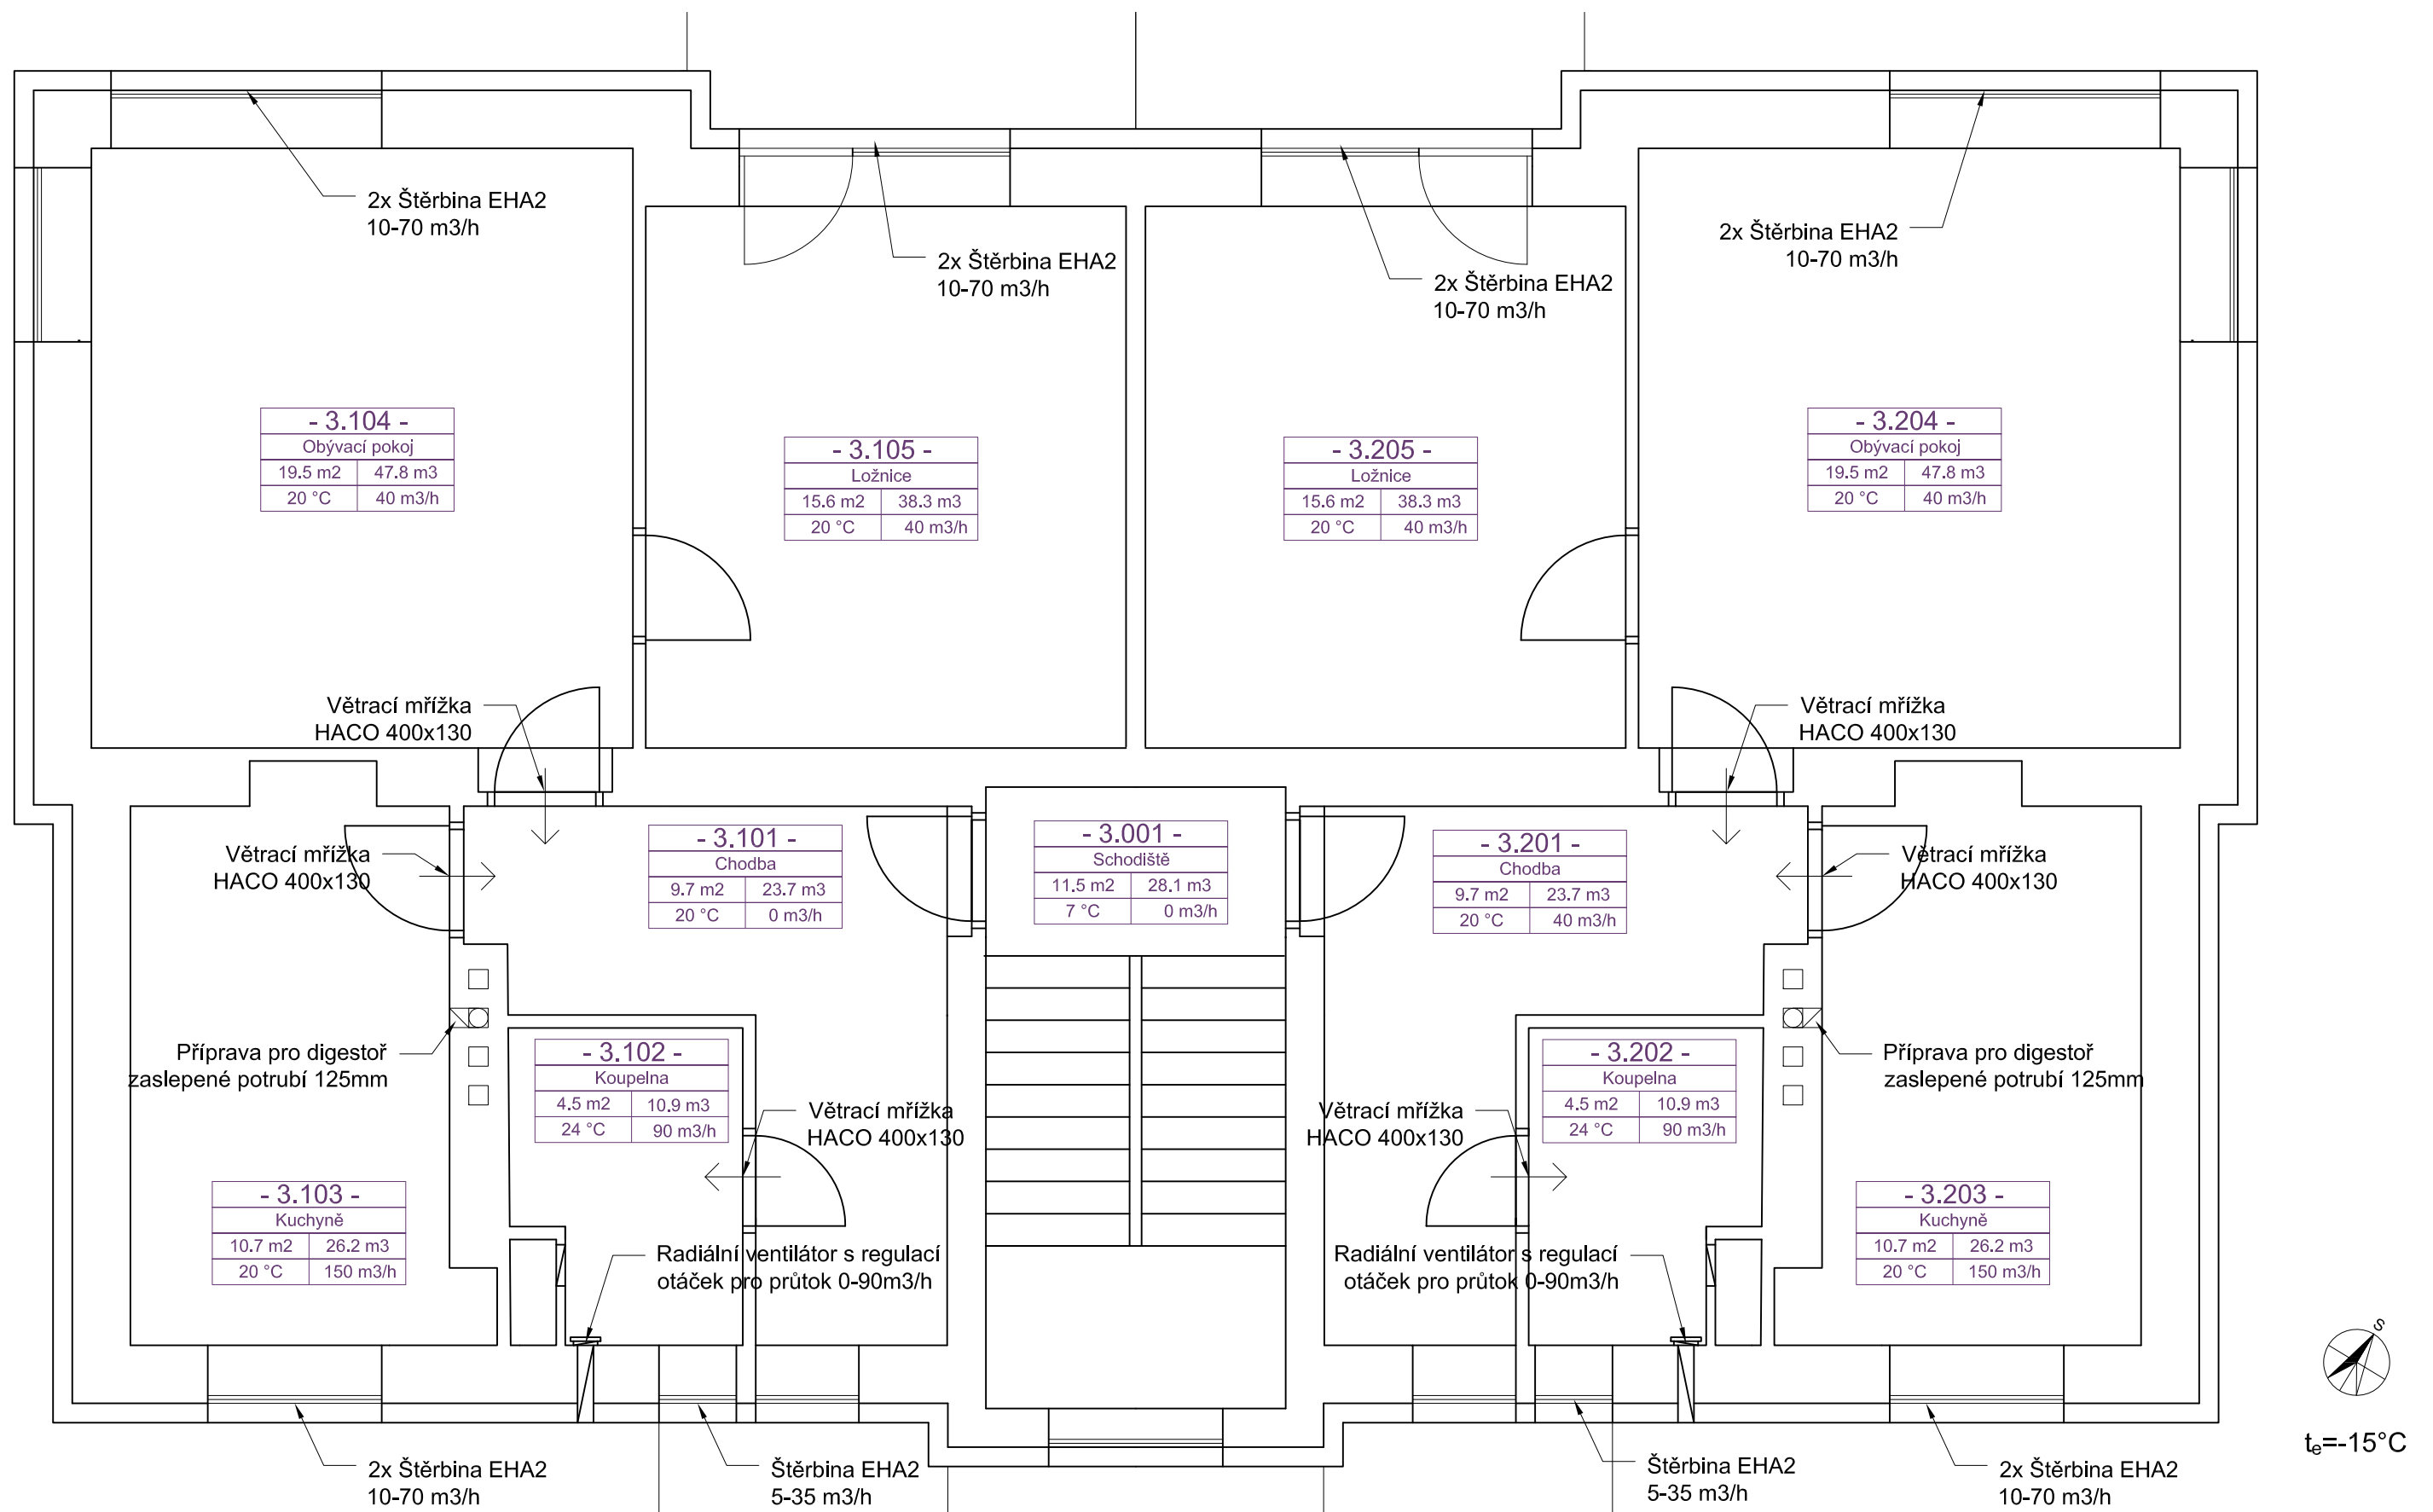 2x Štěrbina EHA2
10-70 m3/h
2x Štěrbina EHA2
10-70 m3/h
2x Štěrbina EHA2
10-70 m3/h
2x Štěrbina EHA2
10-70 m3/h
- 3.104 -
Obývací pokoj
19.5 m2 47.8 m3
20 °C 40 m3/h
- 3.105 -
Ložnice
15.6 m2 38.3 m3
20 °C 40 m3/h
- 3.205 -
Ložnice
15.6 m2 38.3 m3
20 °C 40 m3/h
- 3.204 -
Obývací pokoj
19.5 m2 47.8 m3
20 °C 40 m3/h
Větrací mřížka
HACO 400x130
Větrací mřížka
HACO 400x130
Větrací mřížka
HACO 400x130
- 3.101 -
Chodba
9.7 m2 23.7 m3
20 °C 0 m3/h
- 3.001 -
Schodiště
11.5 m2 28.1 m3
7 °C 0 m3/h
- 3.201 -
Chodba
9.7 m2 23.7 m3
20 °C 40 m3/h
Větrací mřížka
HACO 400x130
Příprava pro digestoř
zaslepené potrubí 125mm
- 3.102 -
Koupelna
4.5 m2 10.9 m3
24 °C 90 m3/h
Větrací mřížka
HACO 400x130
Větrací mřížka
HACO 400x130
- 3.202 -
Koupelna
4.5 m2 10.9 m3
24 °C 90 m3/h
Příprava pro digestoř
zaslepené potrubí 125mm
- 3.103 -
Kuchyně
10.7 m2 26.2 m3
20 °C 150 m3/h
Radiální ventilátor s regulací
otáček pro průtok 0-90m3/h
Radiální ventilátor s regulací
otáček pro průtok 0-90m3/h
- 3.203 -
Kuchyně
10.7 m2 26.2 m3
20 °C 150 m3/h
S
te=-15°C
2x Štěrbina EHA2
10-70 m3/h
Štěrbina EHA2
5-35 m3/h
Štěrbina EHA2
5-35 m3/h
2x Štěrbina EHA2
10-70 m3/h